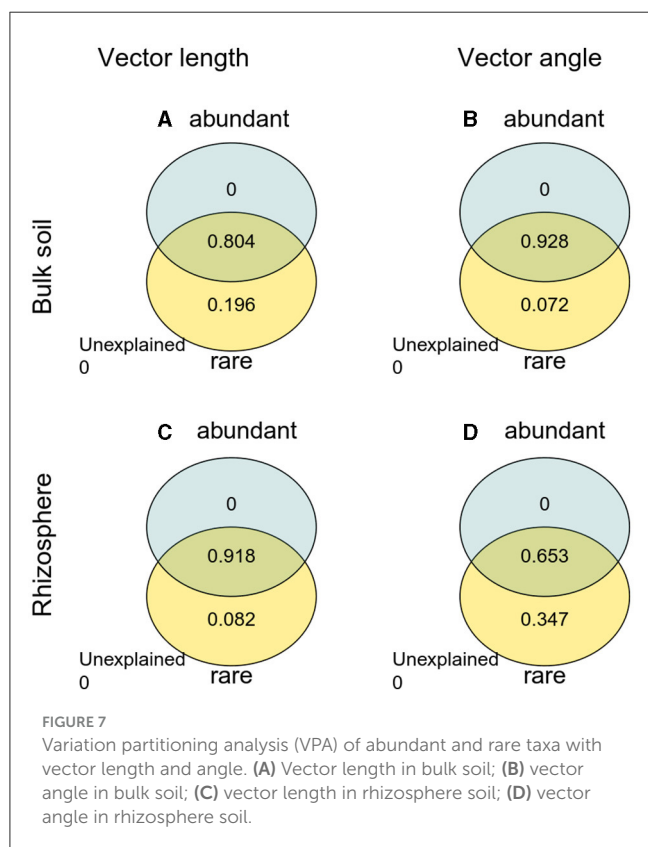 Vector length
Vector angle
Bulk soil
A abundant
0
0.804
0.196
Unexplained
0
rare
B abundant
0
0.928
0.072
Unexplained
0
rare
Rhizosphere
C abundant
0
0.918
0.082
Unexplained
0
rare
D abundant
0
0.653
0.347
Unexplained
0
rare
FIGURE 7
Variation partitioning analysis (VPA) of abundant and rare taxa with
vector length and angle. (A) Vector length in bulk soil; (B) vector
angle in bulk soil; (C) vector length in rhizosphere soil; (D) vector
angle in rhizosphere soil.